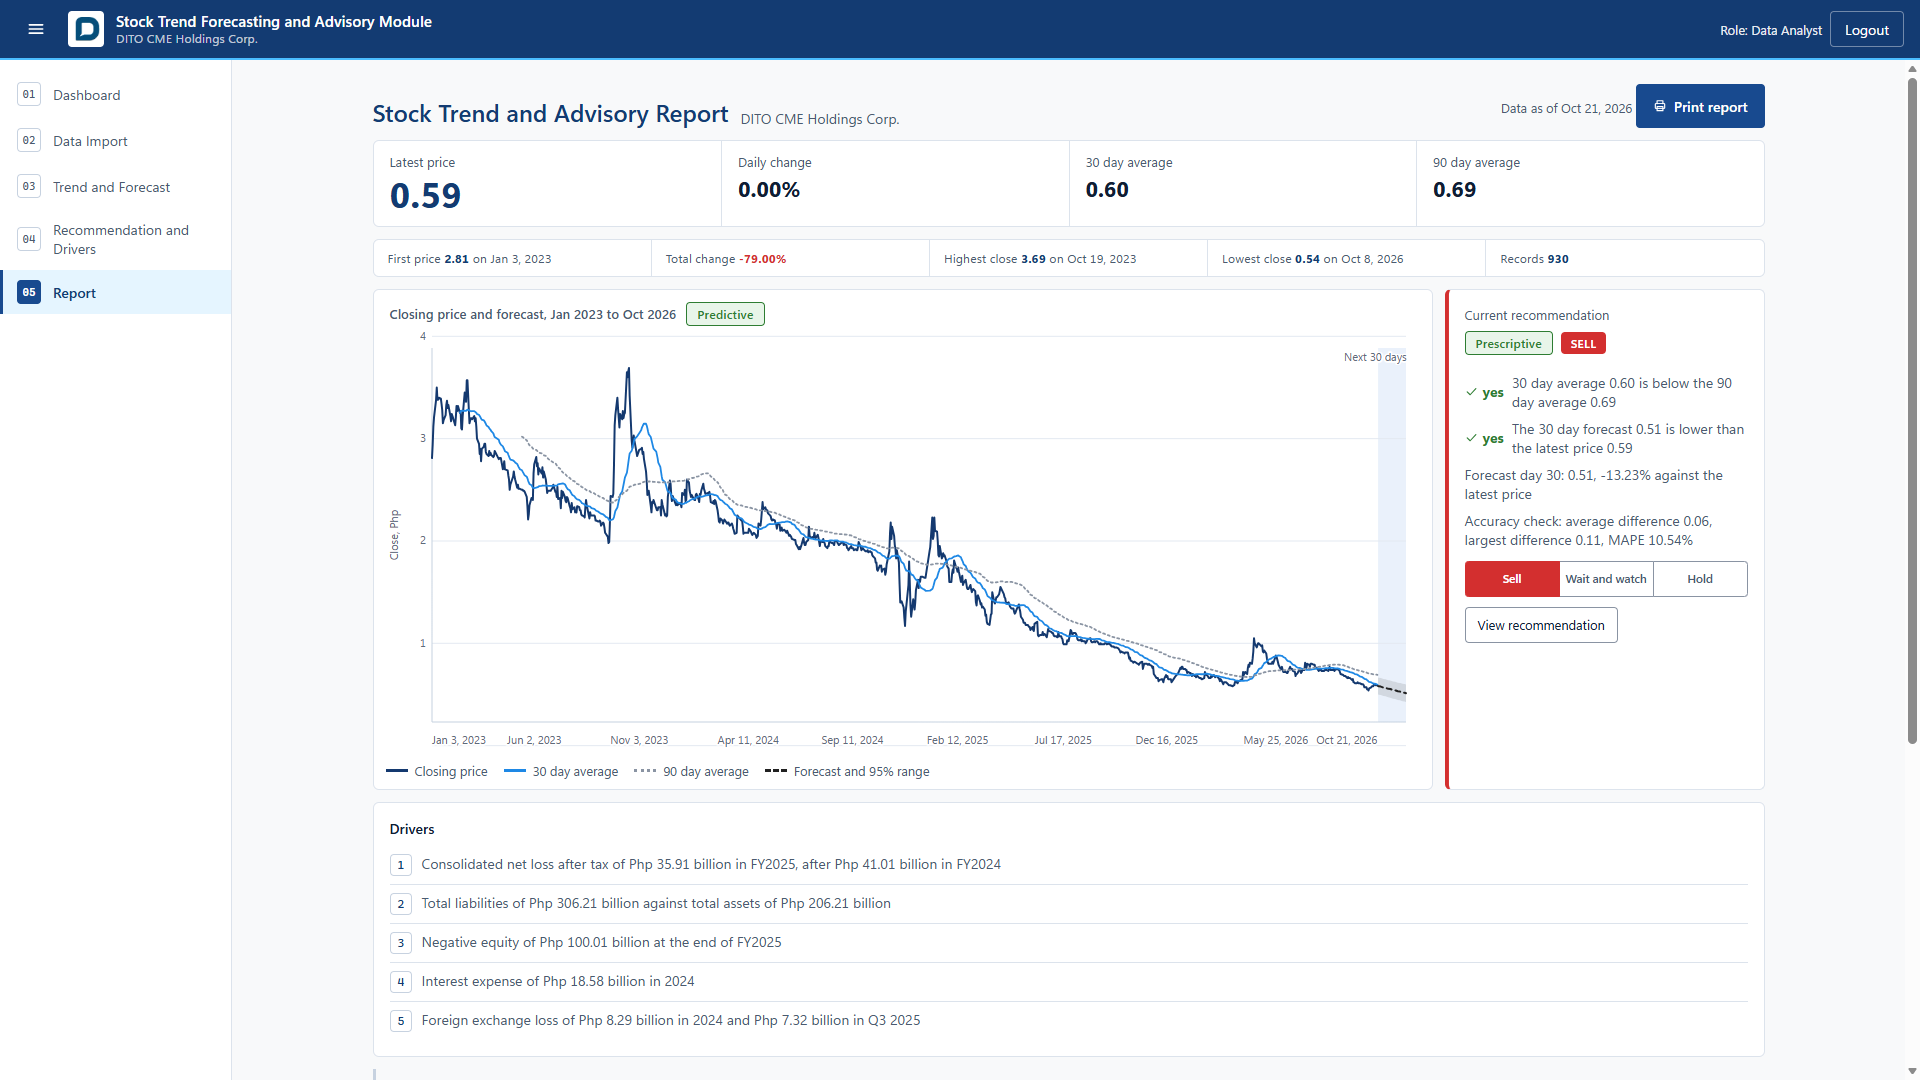 Stock Trend Forecasting and Advisory Module
DITO CME Holdings Corp.
Role: Data Analyst
Logout
01 Dashboard
02 Data Import
03 Trend and Forecast
04 Recommendation and
Drivers
05 Report
Stock Trend and Advisory Report DITO CME Holdings Corp.
Data as of Oct 21, 2026
Print report
Latest price
0.59
Daily change
0.00%
30 day average
0.60
90 day average
0.69
First price 2.81 on Jan 3, 2023
Total change -79.00%
Highest close 3.69 on Oct 19, 2023
Lowest close 0.54 on Oct 8, 2026
Records 930
Closing price and forecast, Jan 2023 to Oct 2026 Predictive
4
3
2
1
Close, Php
Next 30 days
Jan 3, 2023 Jun 2, 2023 Nov 3, 2023 Apr 11, 2024 Sep 11, 2024 Feb 12, 2025 Jul 17, 2025 Dec 16, 2025 May 25, 2026 Oct 21, 2026
Closing price 30 day average 90 day average Forecast and 95% range
Current recommendation
Prescriptive SELL
yes 30 day average 0.60 is below the 90
day average 0.69
yes The 30 day forecast 0.51 is lower than
the latest price 0.59
Forecast day 30: 0.51, -13.23% against the
latest price
Accuracy check: average difference 0.06,
largest difference 0.11, MAPE 10.54%
Sell Wait and watch Hold
View recommendation
Drivers
1 Consolidated net loss after tax of Php 35.91 billion in FY2025, after Php 41.01 billion in FY2024
2 Total liabilities of Php 306.21 billion against total assets of Php 206.21 billion
3 Negative equity of Php 100.01 billion at the end of FY2025
4 Interest expense of Php 18.58 billion in 2024
5 Foreign exchange loss of Php 8.29 billion in 2024 and Php 7.32 billion in Q3 2025